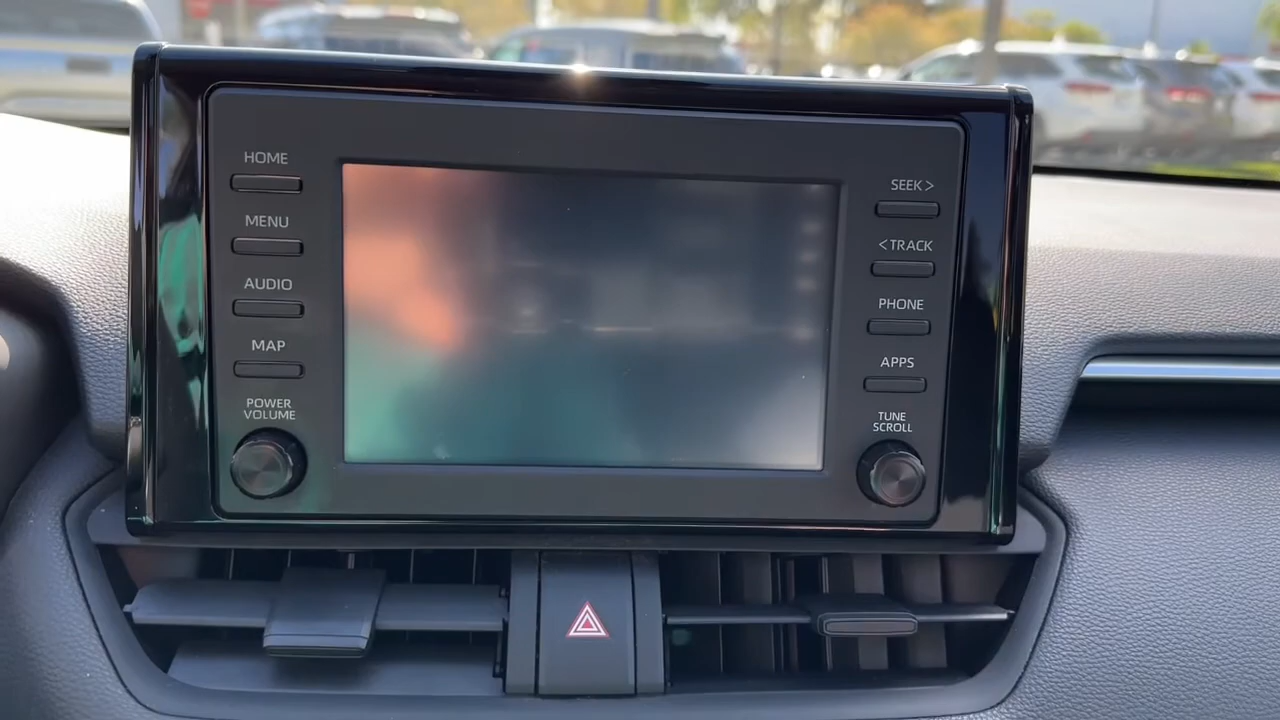 HOME
MENU
AUDIO
MAP
POWER
VOLUME
SEEK>
<TRACK
PHONE
APPS
TUNE
SCROLL